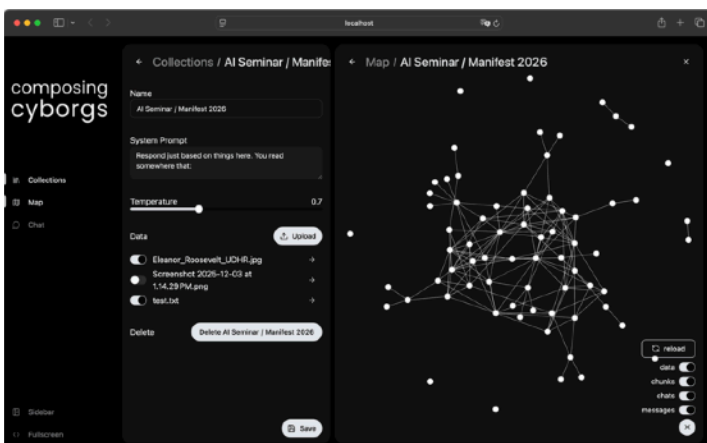 localhost
composing
cyborgs
Collections
Map
Chat
Sidebar
Fullscreen
← Collections / AI Seminar / Manife
Name
AI Seminar / Manifest 2026
System Prompt
Respond just based on things here. You read
somewhere that:
Temperature 0.7
Data Upload
Eleanor_Roosevelt_UDHR.jpg →
Screenshot 2025-12-03 at
1.14.29 PM.png →
test.txt →
Delete Delete AI Seminar / Manifest 2026
Save
← Map / AI Seminar / Manifest 2026 ×
reload
data
chunks
chats
messages
×